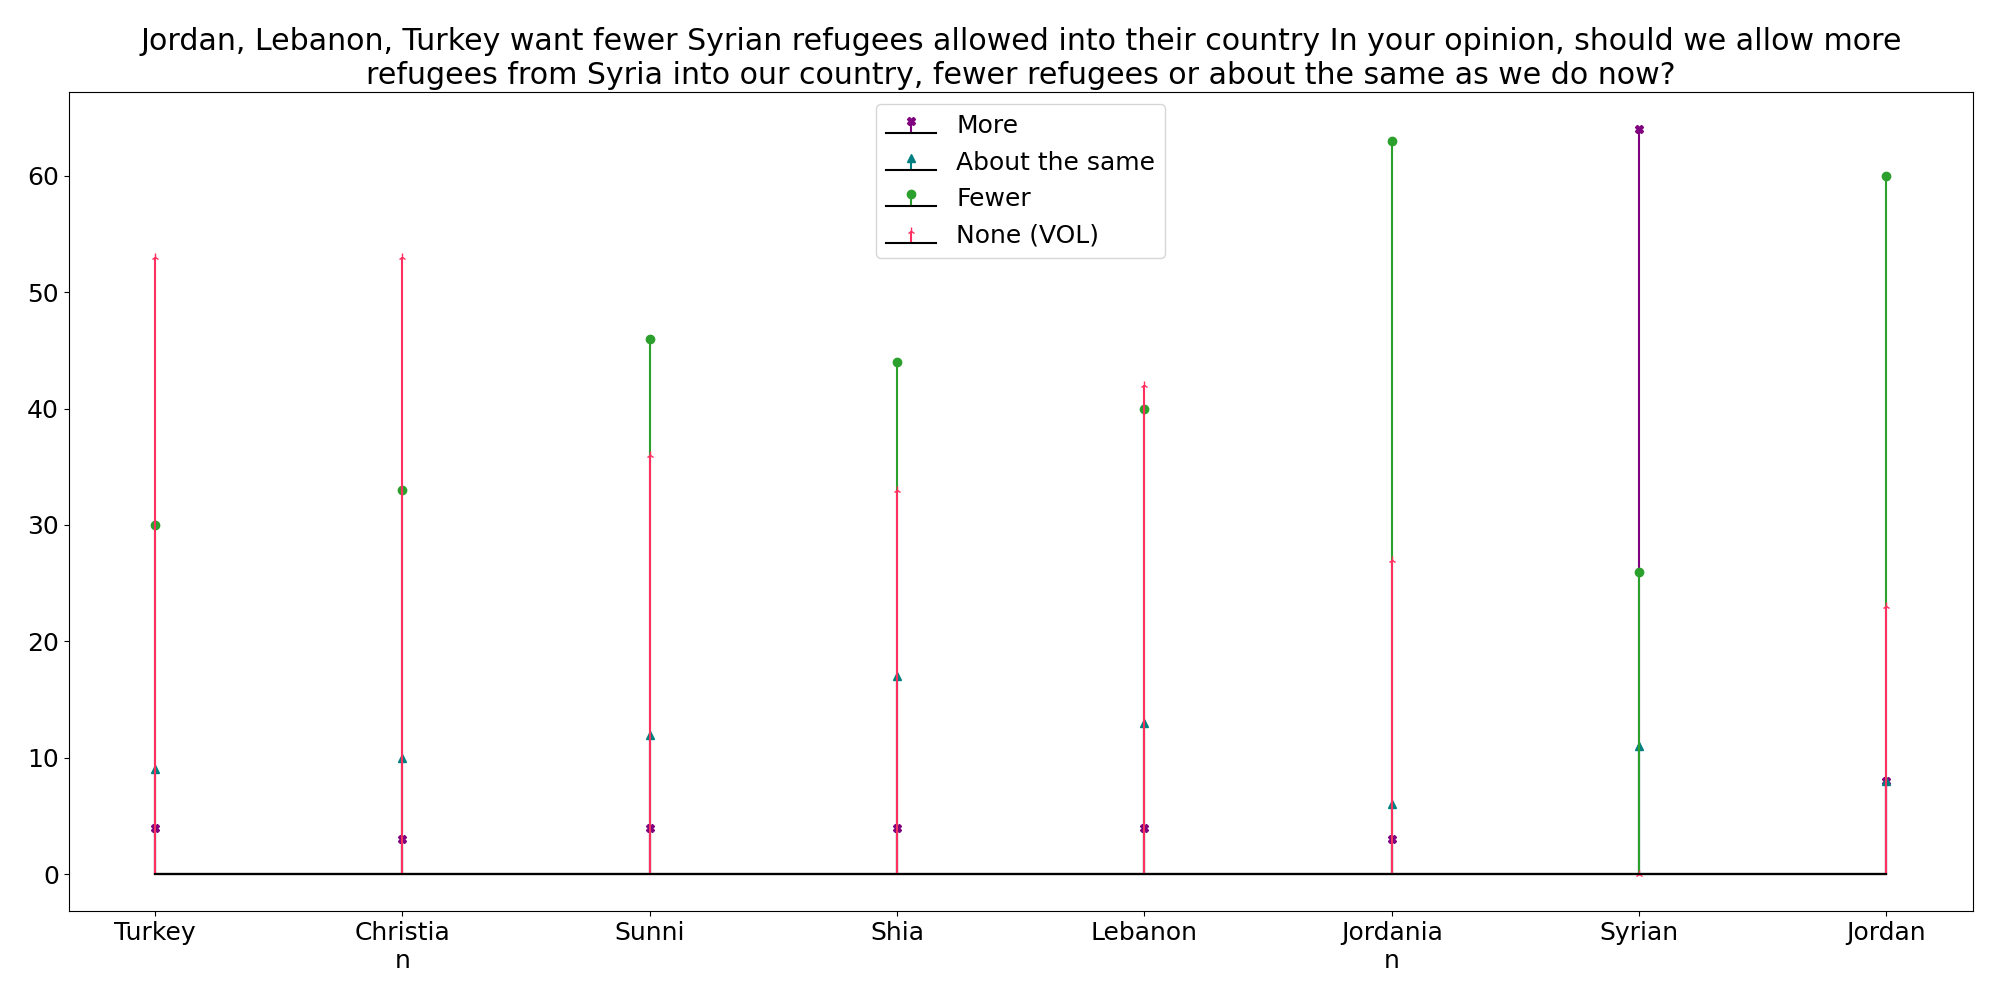 Jordan, Lebanon, Turkey want fewer Syrian refugees allowed into their country In your opinion, should we allow more
refugees from Syria into our country, fewer refugees or about the same as we do now?
More
About the same
Fewer
None (VOL)
60
50
40
30
20
10
0
Turkey
Christia
n
Sunni
Shia
Lebanon
Jordania
n
Syrian
Jordan